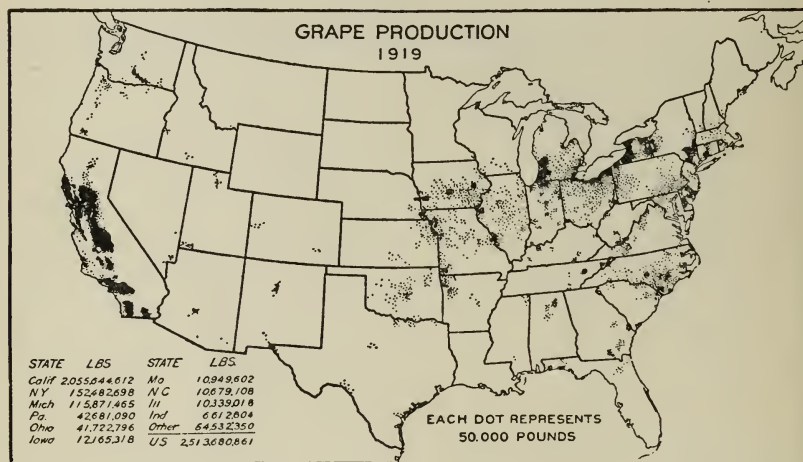 GRAPE PRODUCTION
1919
STATE LBS STATE LBS.
Calif 2,055,644,612 Mo 10,949,602
NY 152,482,698 NC 10,679,108
Mich 115,871,465 Ill 10,339,018
Pa. 42,681,090 Ind 6,612,804
Ohio 41,722,796 Other 54,532,350
Iowa 12,165,318 US 2,513,680,861
EACH DOT REPRESENTS
50.000 POUNDS